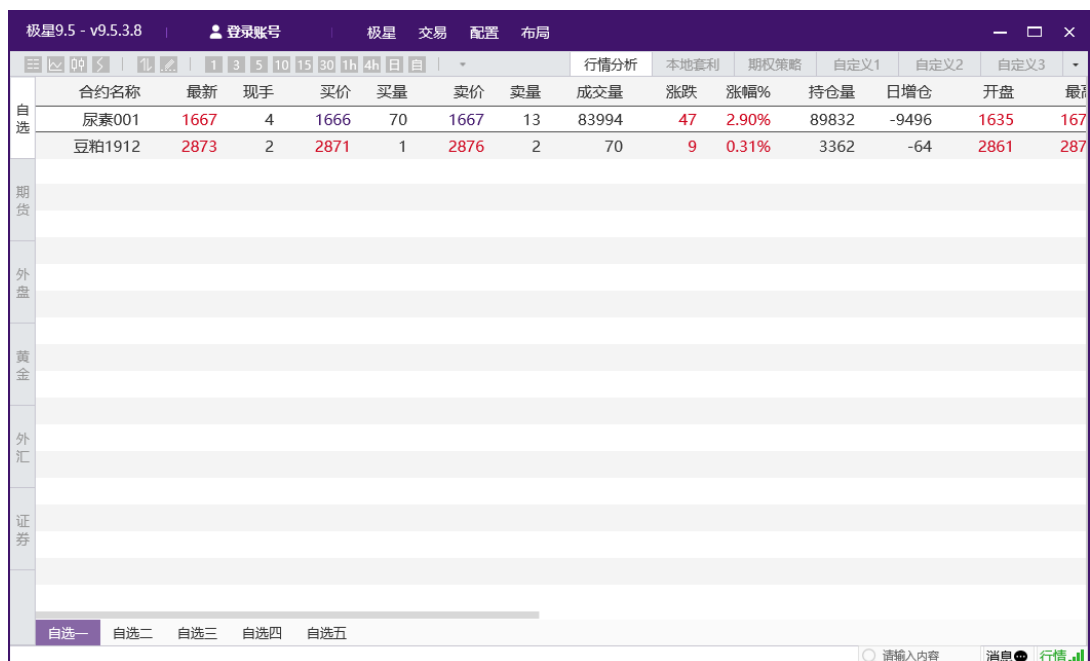 极星9.5 - v9.5.3.8 登录账号 极星 交易 配置 布局
1 3 5 10 15 30 1h 4h 日 自 行情分析 本地套利 期权策略 自定义1 自定义2 自定义3
合约名称 最新 现手 买价 买量 卖价 卖量 成交量 涨跌 涨幅% 持仓量 日增仓 开盘 最高
尿素001 1667 4 1666 70 1667 13 83994 47 2.90% 89832 -9496 1635 167
豆粕1912 2873 2 2871 1 2876 2 70 9 0.31% 3362 -64 2861 287
自选
期货
外盘
黄金
外汇
证券
自选一 自选二 自选三 自选四 自选五
请输入内容 消息 行情